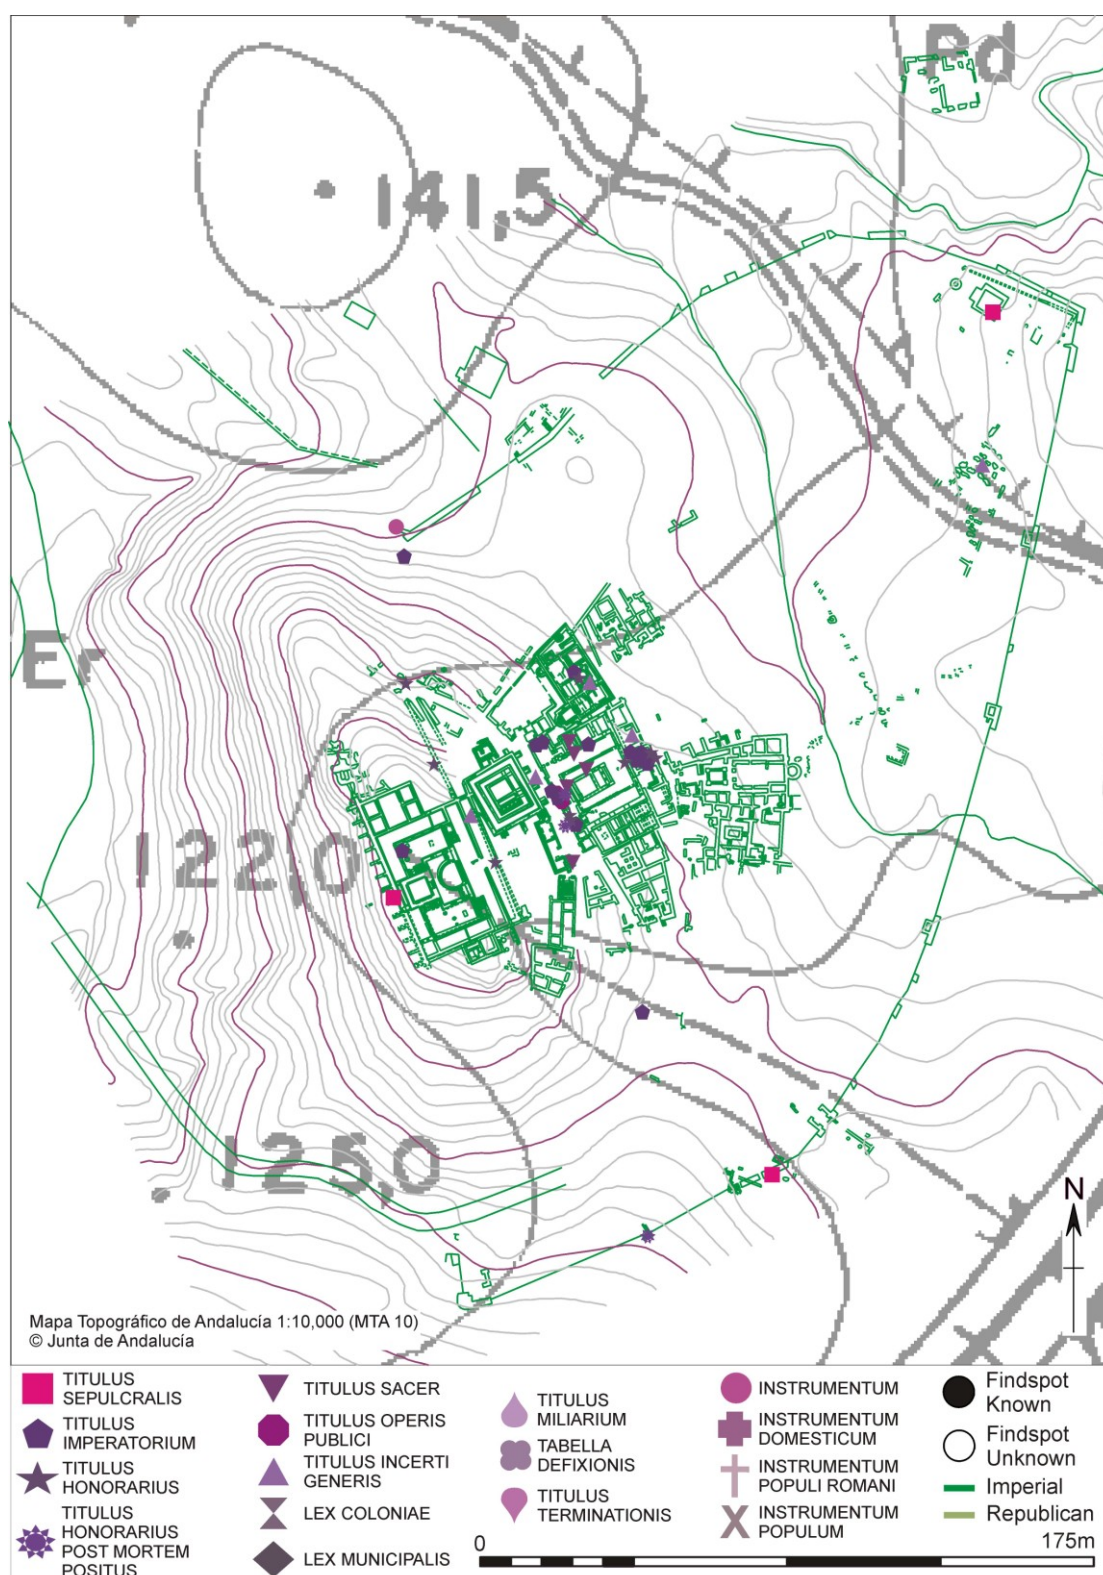 Pd
141,5
Er
122,0
125,0
N
Mapa Topográfico de Andalucía 1:10,000 (MTA 10)
© Junta de Andalucía
TITULUS
SEPULCRALIS
TITULUS
IMPERATORIUM
TITULUS
HONORARIUS
TITULUS
HONORARIUS
POST MORTEM
POSITUS
TITULUS SACER
TITULUS OPERIS
PUBLICI
TITULUS INCERTI
GENERIS
LEX COLONIAE
LEX MUNICIPALIS
TITULUS
MILIARIUM
TABELLA
DEFIXIONIS
TITULUS
TERMINATIONIS
INSTRUMENTUM
INSTRUMENTUM
DOMESTICUM
INSTRUMENTUM
POPULI ROMANI
INSTRUMENTUM
POPULUM
Findspot
Known
Findspot
Unknown
Imperial
Republican
0 175m